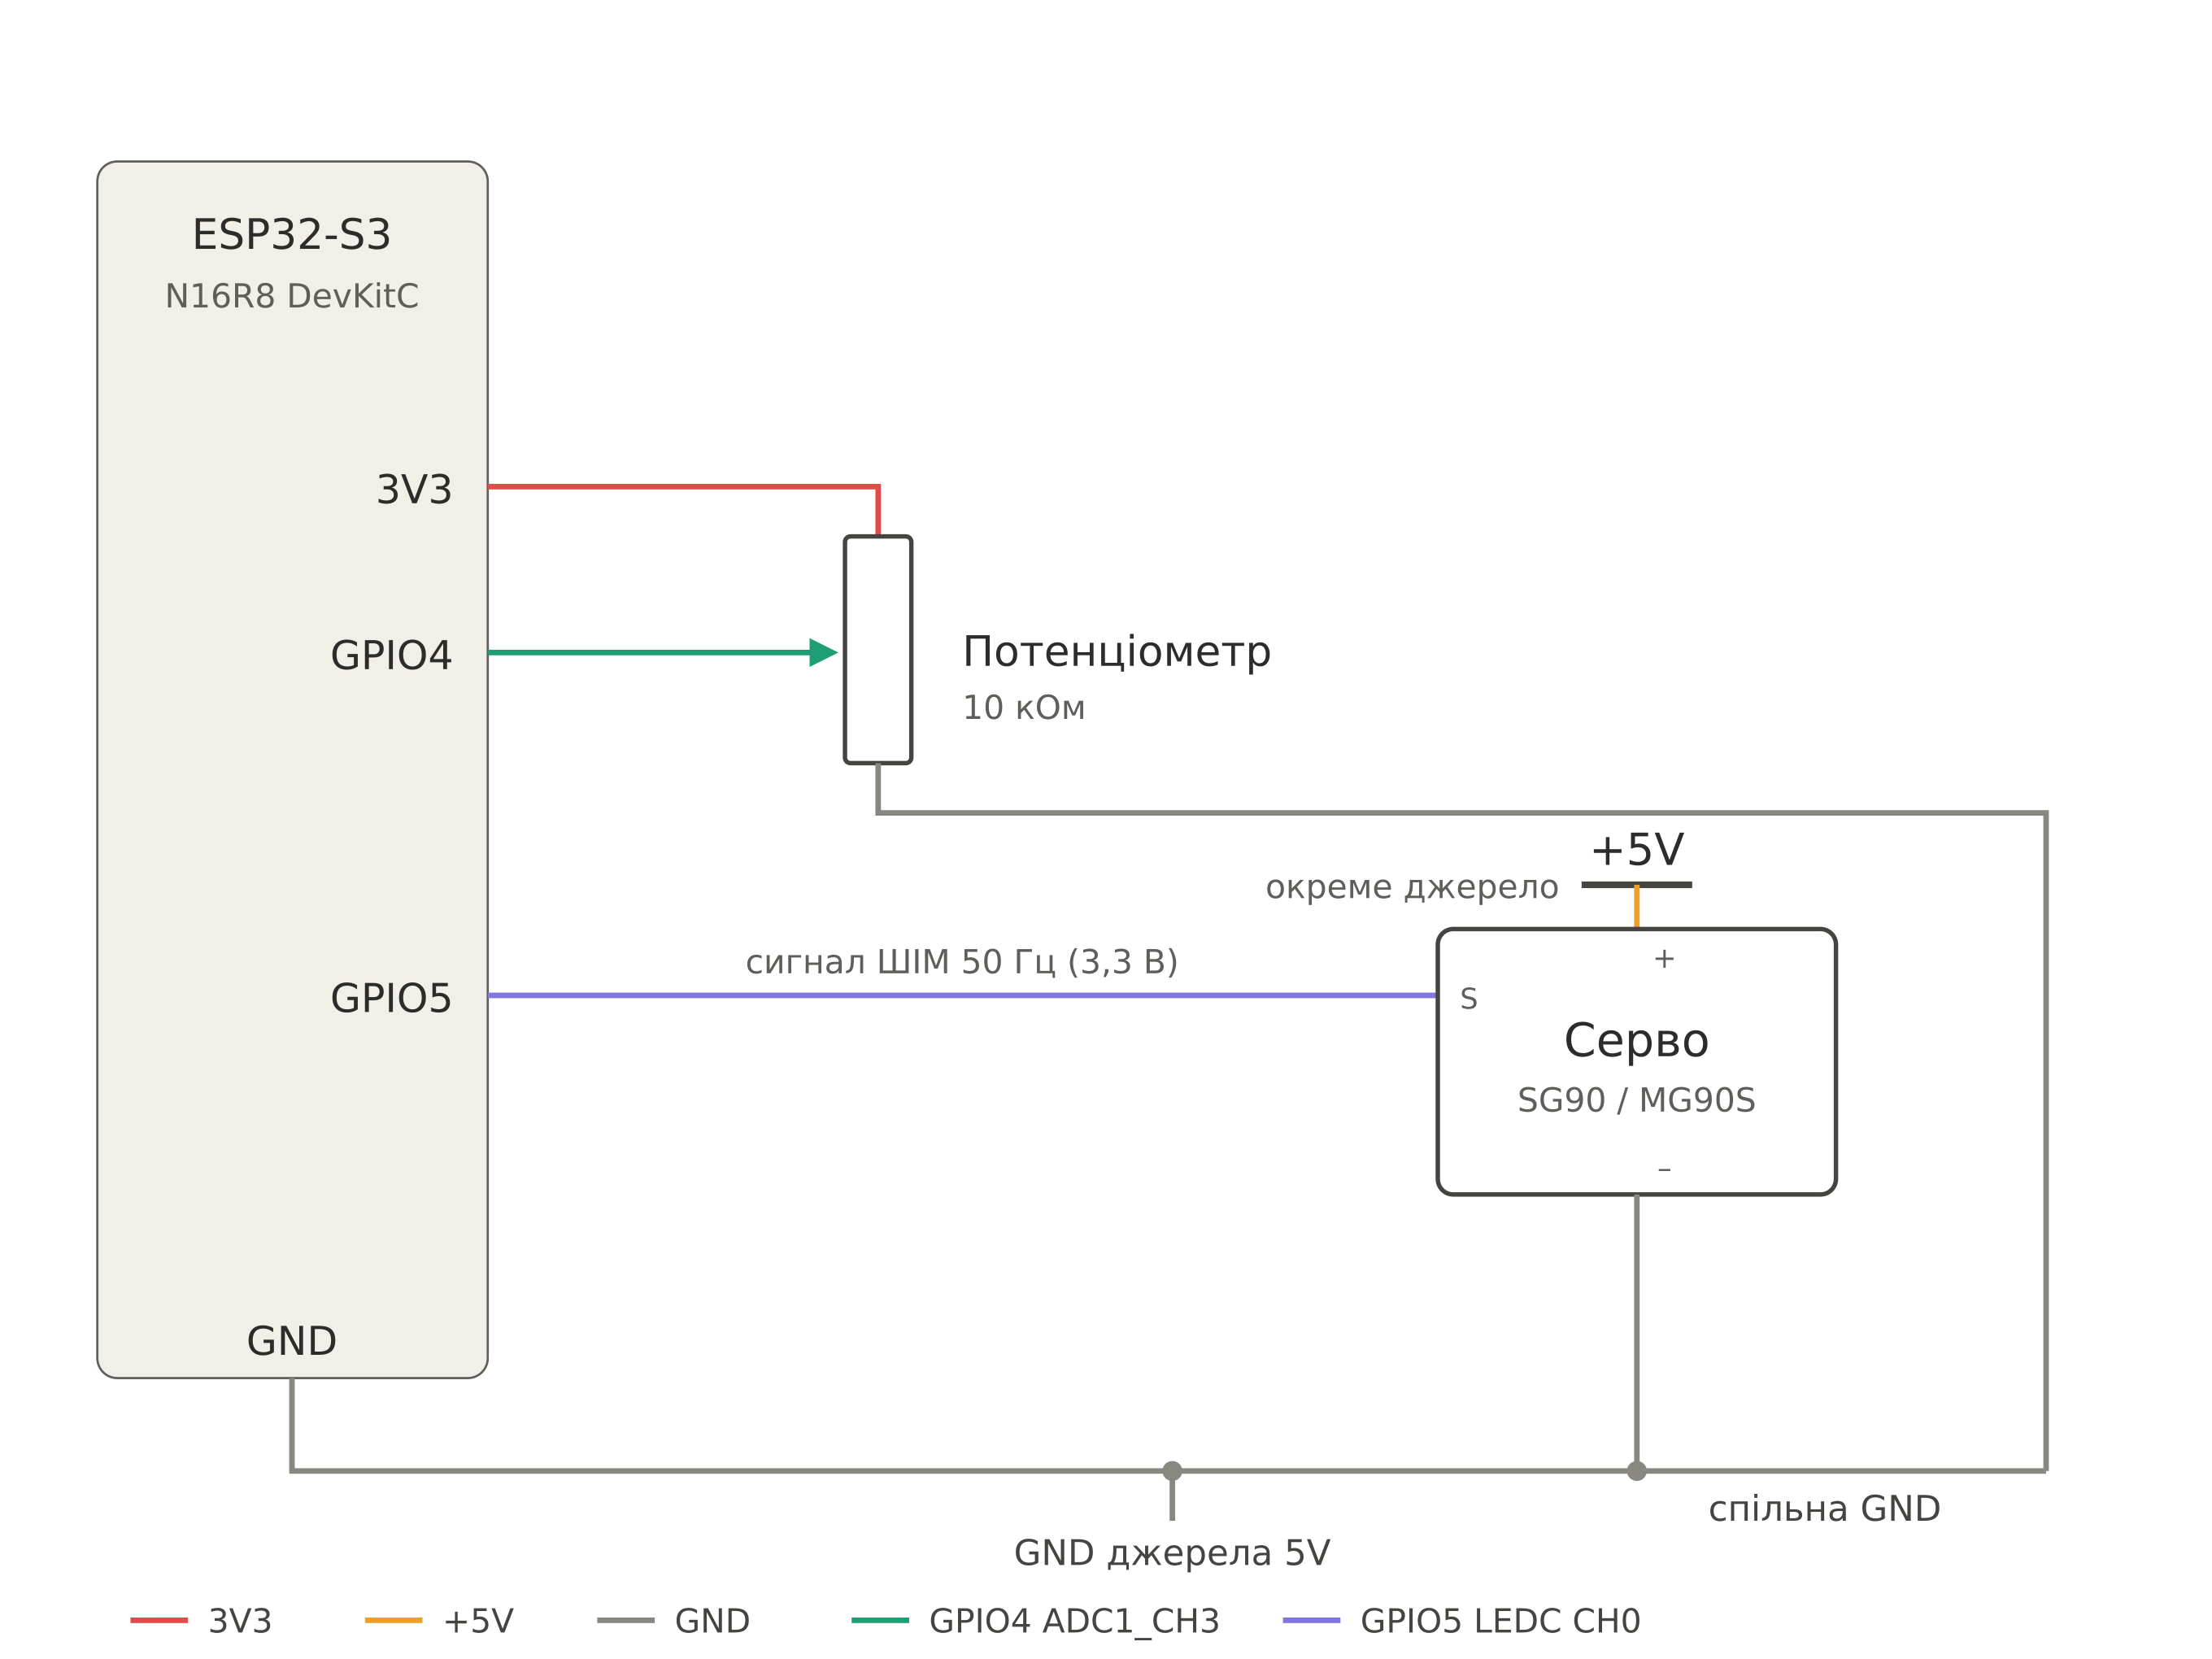 ESP32-S3
N16R8 DevKitC
3V3
GPIO4
Потенціометр
10 кОм
+5V
окреме джерело
сигнал ШІМ 50 Гц (3,3 В)
+
GPIO5
S
Серво
SG90 / MG90S
–
GND
спільна GND
GND джерела 5V
3V3
+5V
GND
GPIO4 ADC1_CH3
GPIO5 LEDC CH0